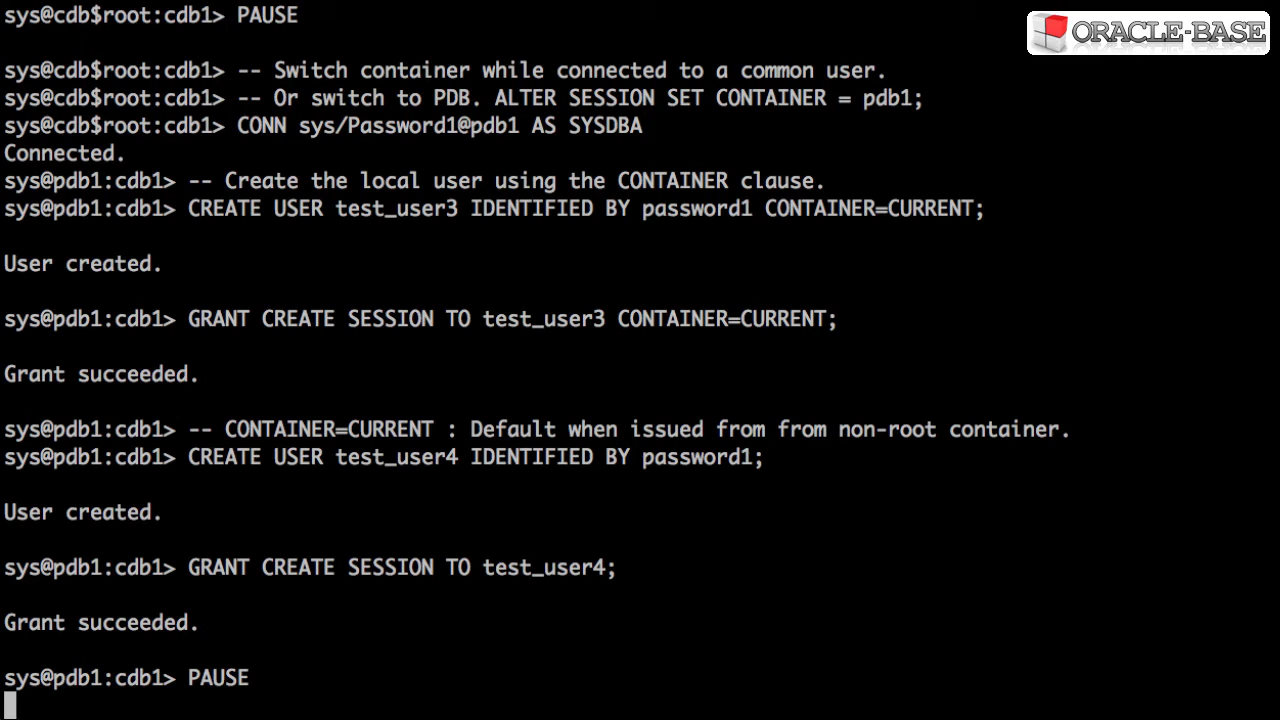 sys@cdb$root:cdb1> PAUSE
ORACLE-BASE
sys@cdb$root:cdb1> -- Switch container while connected to a common user.
sys@cdb$root:cdb1> -- Or switch to PDB. ALTER SESSION SET CONTAINER = pdb1;
sys@cdb$root:cdb1> CONN sys/Password1@pdb1 AS SYSDBA
Connected.
sys@pdb1:cdb1> -- Create the local user using the CONTAINER clause.
sys@pdb1:cdb1> CREATE USER test_user3 IDENTIFIED BY password1 CONTAINER=CURRENT;
User created.
sys@pdb1:cdb1> GRANT CREATE SESSION TO test_user3 CONTAINER=CURRENT;
Grant succeeded.
sys@pdb1:cdb1> -- CONTAINER=CURRENT : Default when issued from from non-root container.
sys@pdb1:cdb1> CREATE USER test_user4 IDENTIFIED BY password1;
User created.
sys@pdb1:cdb1> GRANT CREATE SESSION TO test_user4;
Grant succeeded.
sys@pdb1:cdb1> PAUSE